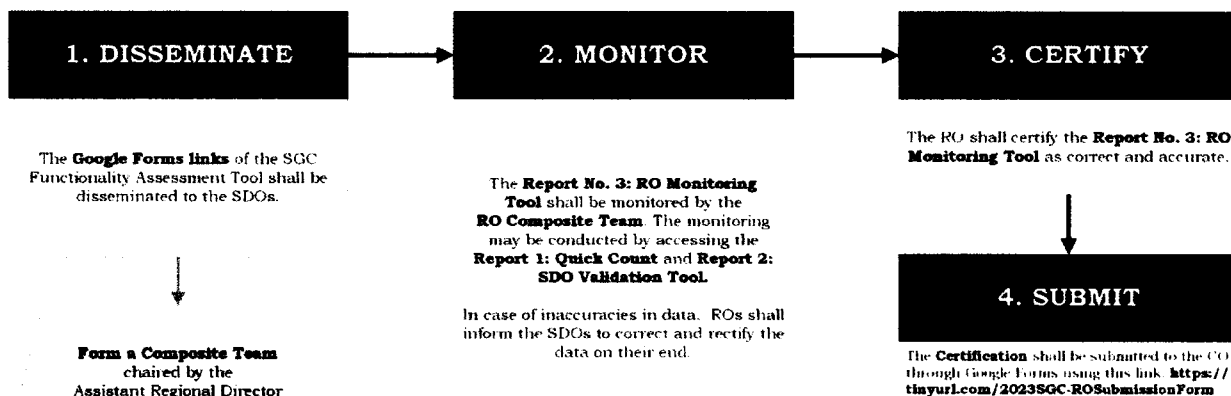 1. DISSEMINATE
The Google Forms links of the SGC
Functionality Assessment Tool shall be
disseminated to the SDOs.
Form a Composite Team
chaired by the
Assistant Regional Director
2. MONITOR
The Report No. 3: RO Monitoring
Tool shall be monitored by the
RO Composite Team. The monitoring
may be conducted by accessing the
Report 1: Quick Count and Report 2:
SDO Validation Tool.
In case of inaccuracies in data. ROs shall
inform the SDOs to correct and rectify the
data on their end.
3. CERTIFY
The RO shall certify the Report No. 3: RO
Monitoring Tool as correct and accurate.
4. SUBMIT
The Certification shall be submitted to the CO
through Google Forms using this link. https://
tinyurl.com/2023SGC-ROSubmissionForm